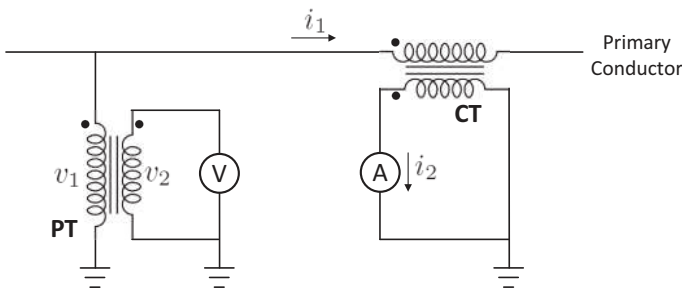 i₁
Primary
Conductor
CT
v₁ v₂ V A i₂
PT